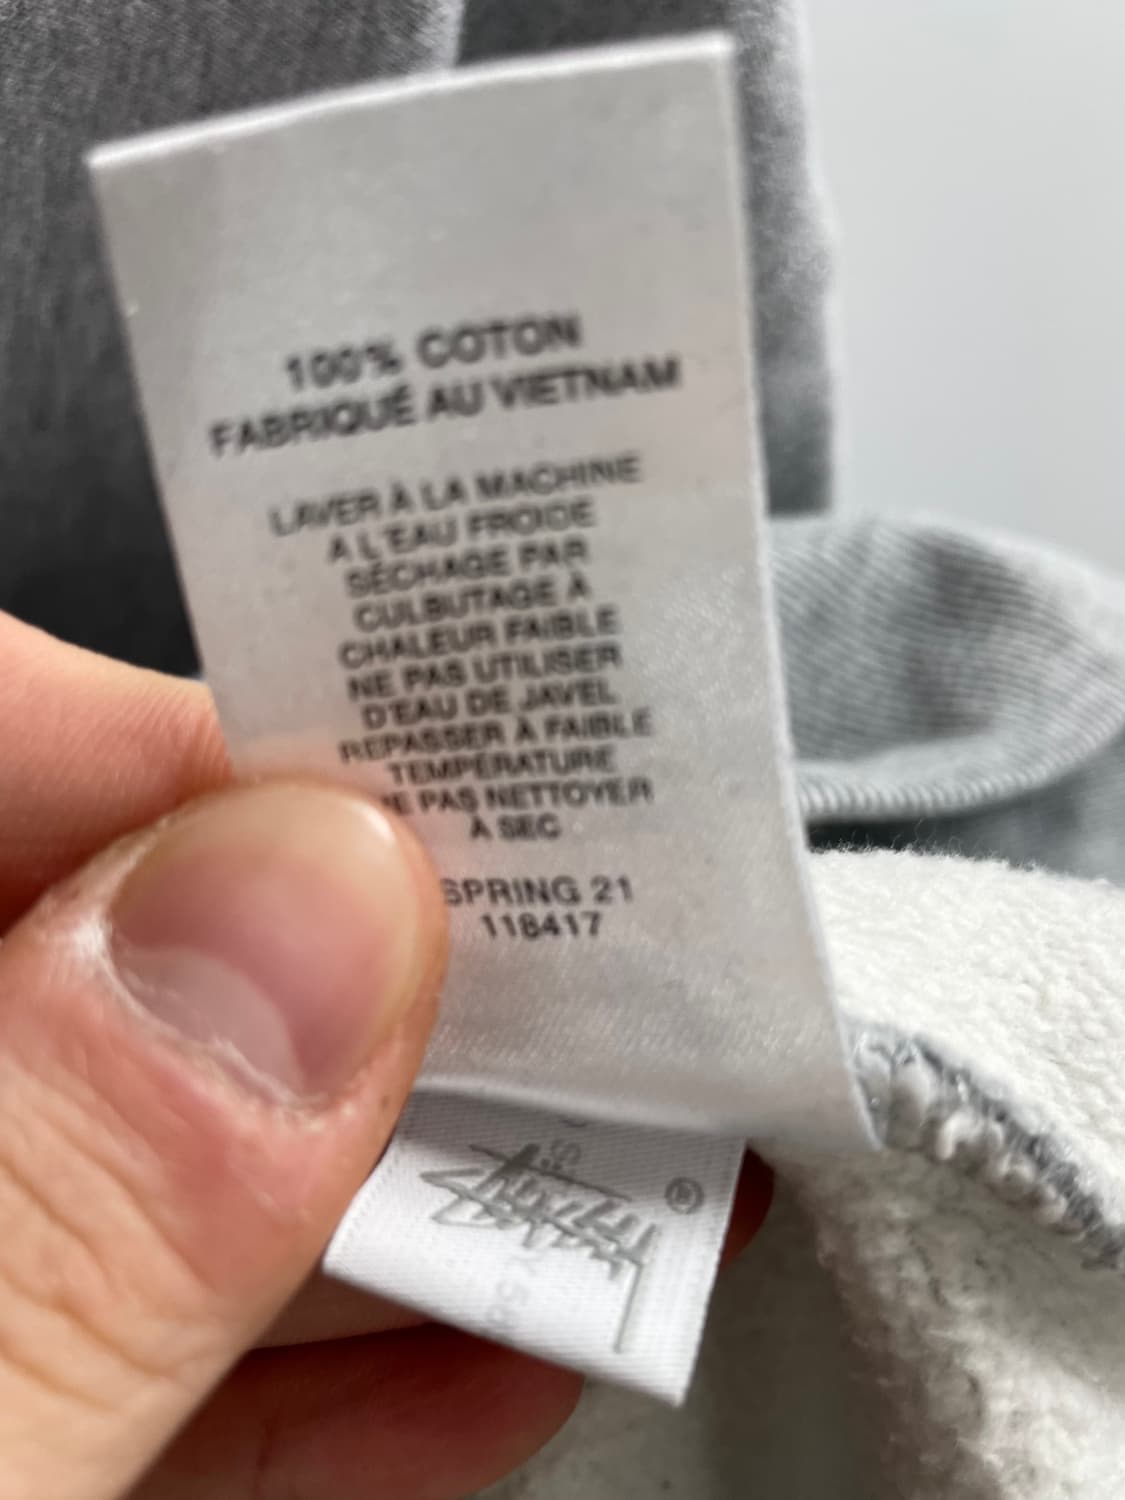 100% COTON
FABRIQUÉ AU VIETNAM
LAVER À LA MACHINE
A L'EAU FROIDE
SÉCHAGE PAR
CULBUTAGE À
CHALEUR FAIBLE
NE PAS UTILISER
D'EAU DE JAVEL
REPASSER À FAIBLE
TEMPÉRATURE
NE PAS NETTOYER
À SEC
SPRING 21
118417
®